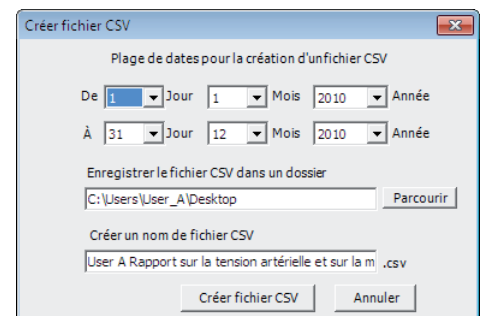 Créer fichier CSV
Plage de dates pour la création d'unfichier CSV
De 1 Jour 1 Mois 2010 Année
À 31 Jour 12 Mois 2010 Année
Enregistrer le fichier CSV dans un dossier
C:\Users\User_A\Desktop Parcourir
Créer un nom de fichier CSV
User A Rapport sur la tension artérielle et sur la m .csv
Créer fichier CSV Annuler